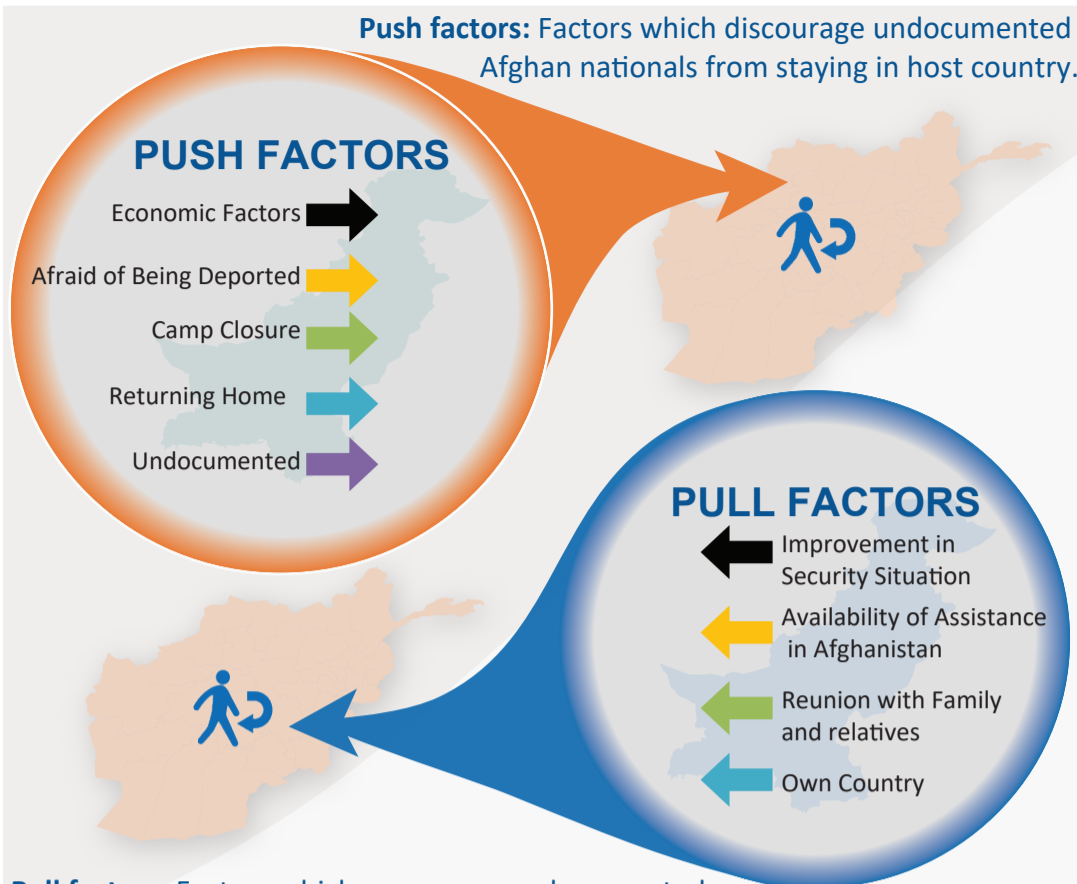 Push factors: Factors which discourage undocumented
Afghan nationals from staying in host country.
PUSH FACTORS
Economic Factors
Afraid of Being Deported
Camp Closure
Returning Home
Undocumented
PULL FACTORS
Improvement in
Security Situation
Availability of Assistance
in Afghanistan
Reunion with Family
and relatives
Own Country